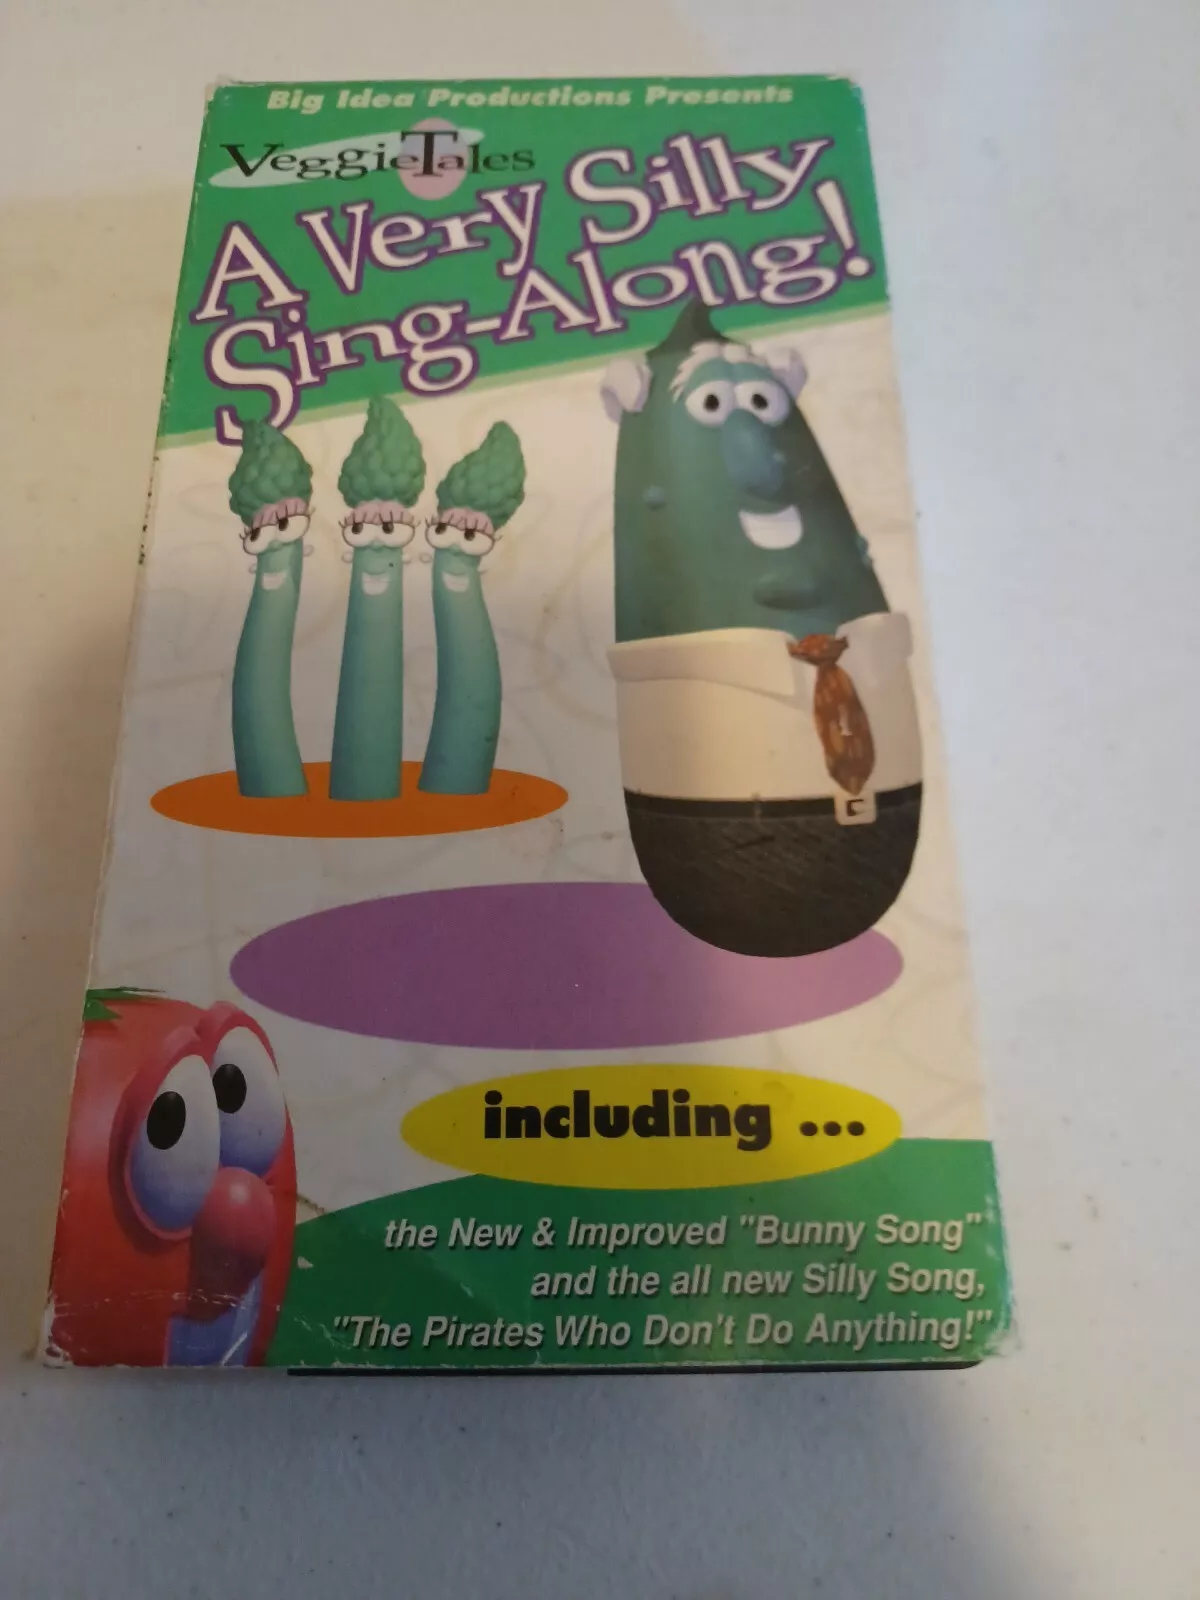 Big Idea Productions Presents
VeggieTales
A Very Silly
Sing-Along!
including ...
the New & Improved "Bunny Song"
and the all new Silly Song,
"The Pirates Who Don't Do Anything!"